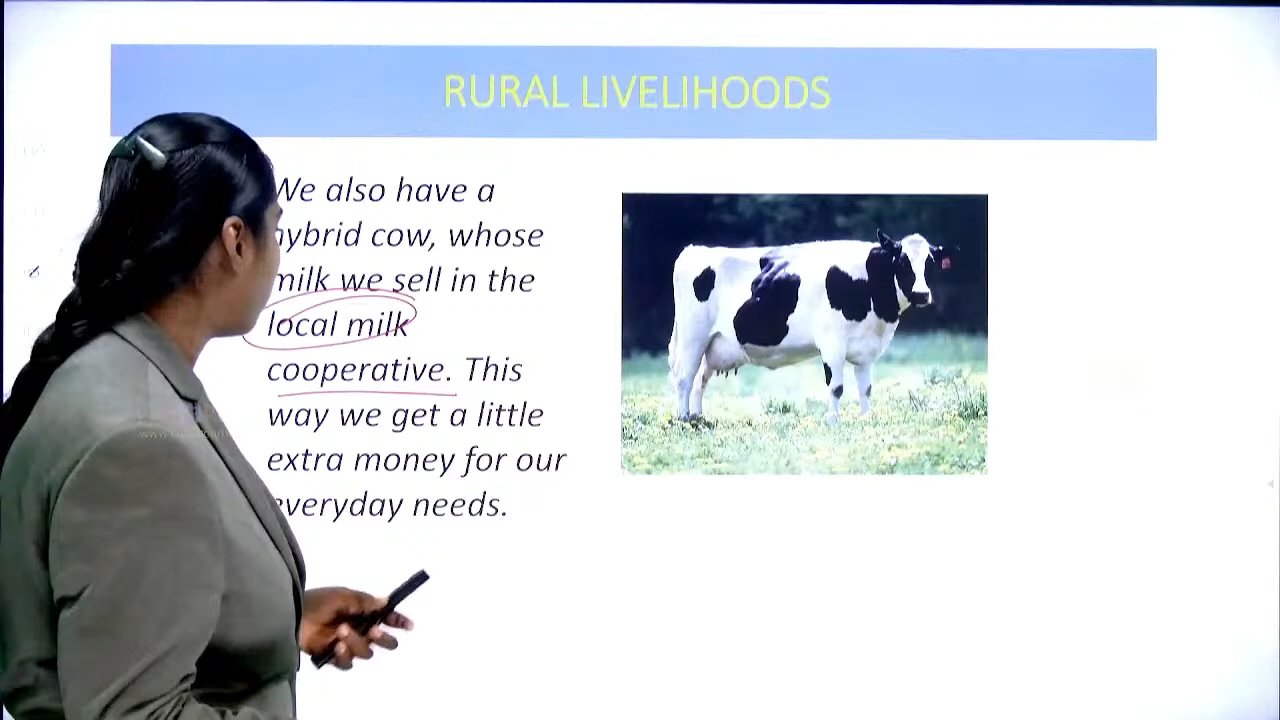 RURAL LIVELIHOODS
We also have a
hybrid cow, whose
milk we sell in the
local milk
cooperative. This
way we get a little
extra money for our
everyday needs.